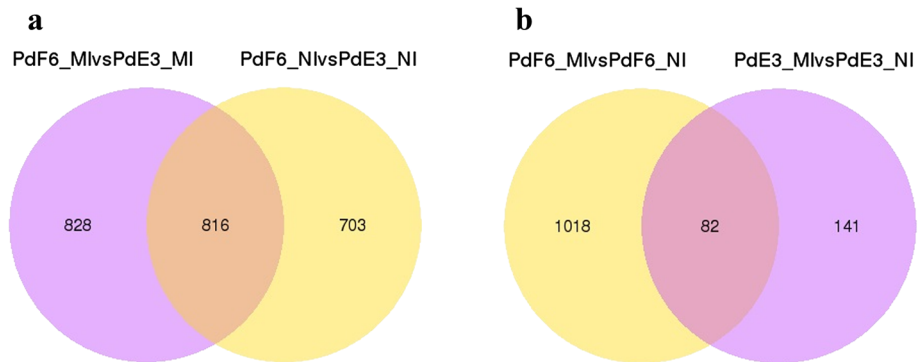 a
b
PdF6_MIvsPdE3_MI
PdF6_NIvsPdE3_NI
PdF6_MIvsPdF6_NI
PdE3_MIvsPdE3_NI
828
816
703
1018
82
141